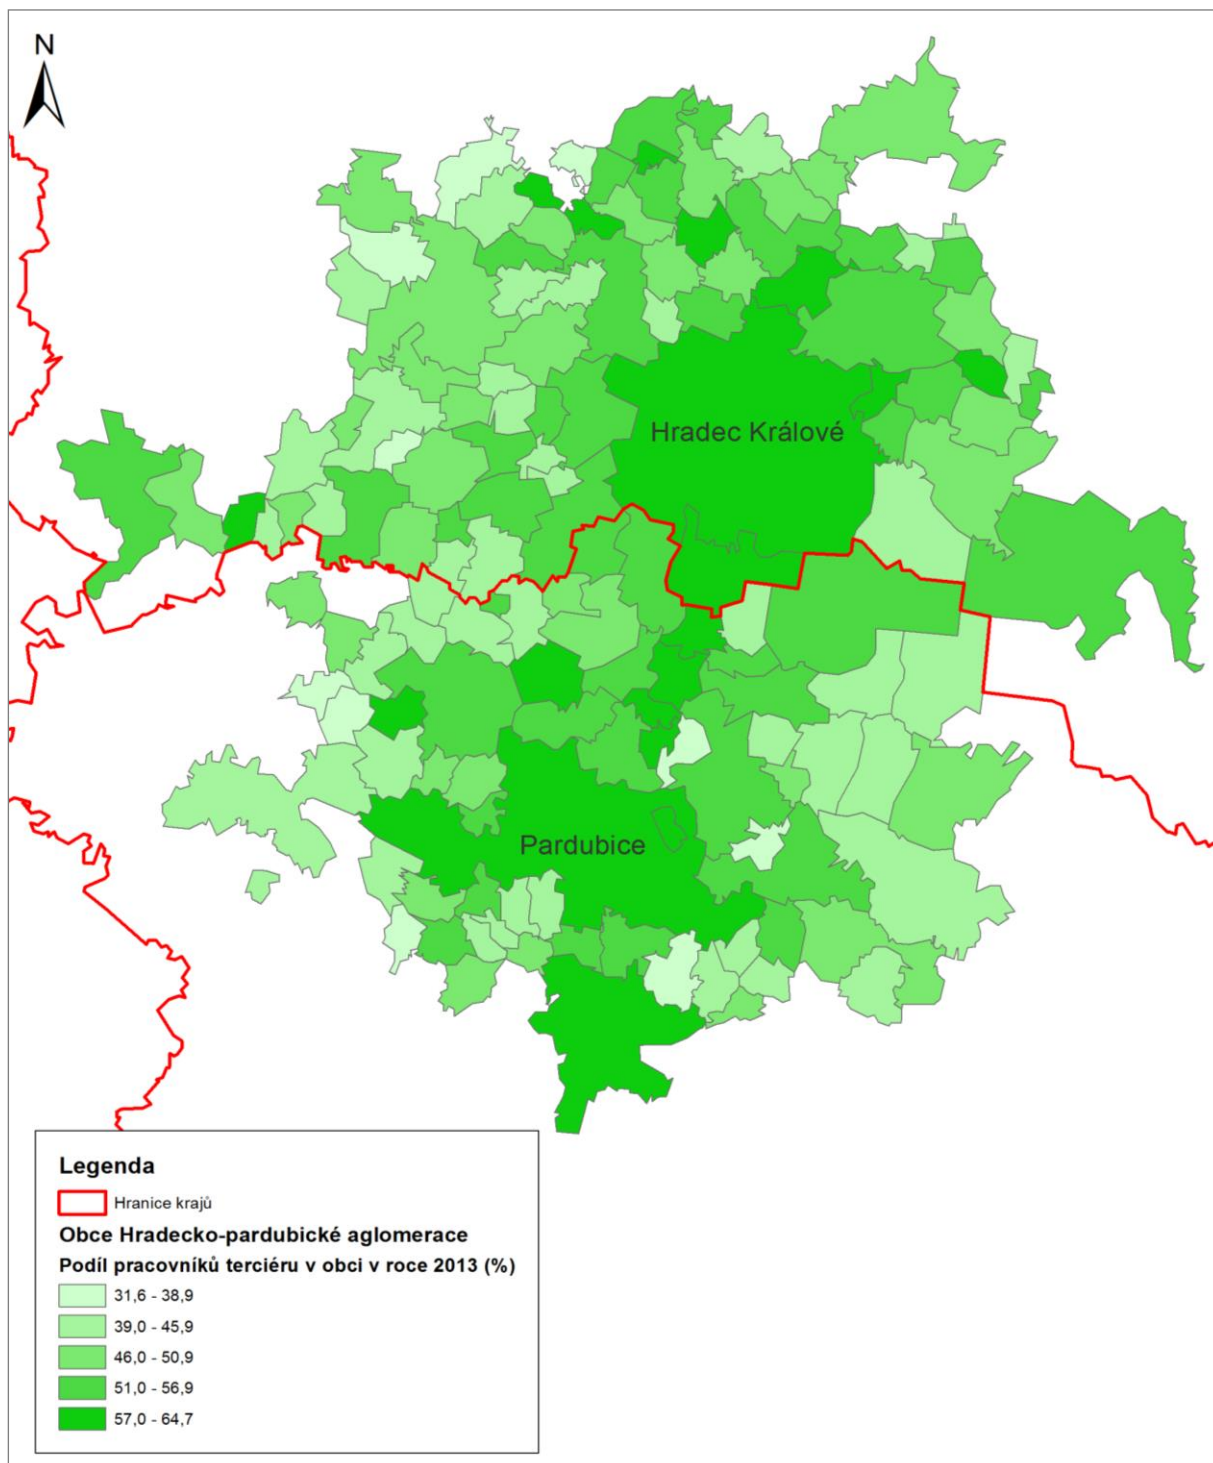 N
Hradec Králové
Pardubice
Legenda
Hranice krajů
Obce Hradecko-pardubické aglomerace
Podíl pracovníků terciéru v obci v roce 2013 (%)
31,6 - 38,9
39,0 - 45,9
46,0 - 50,9
51,0 - 56,9
57,0 - 64,7